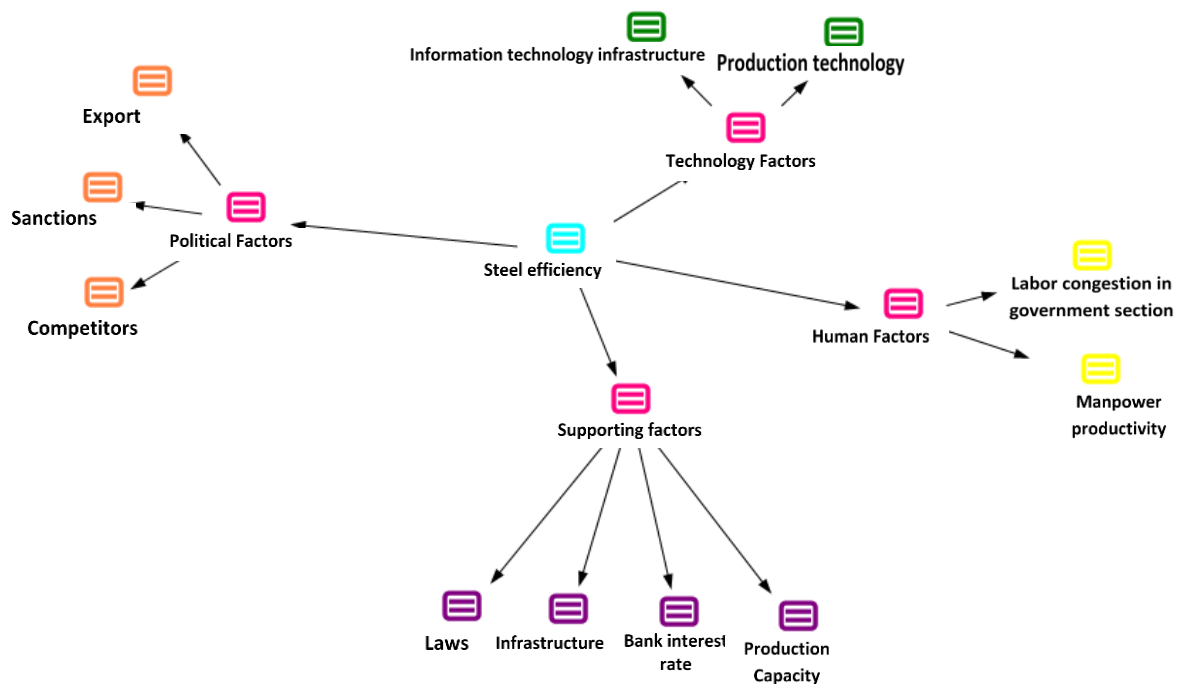 Information technology infrastructure
Production technology
Export
Technology Factors
Sanctions
Political Factors
Steel efficiency
Labor congestion in
government section
Competitors
Human Factors
Manpower
productivity
Supporting factors
Laws
Infrastructure
Bank interest
rate
Production
Capacity